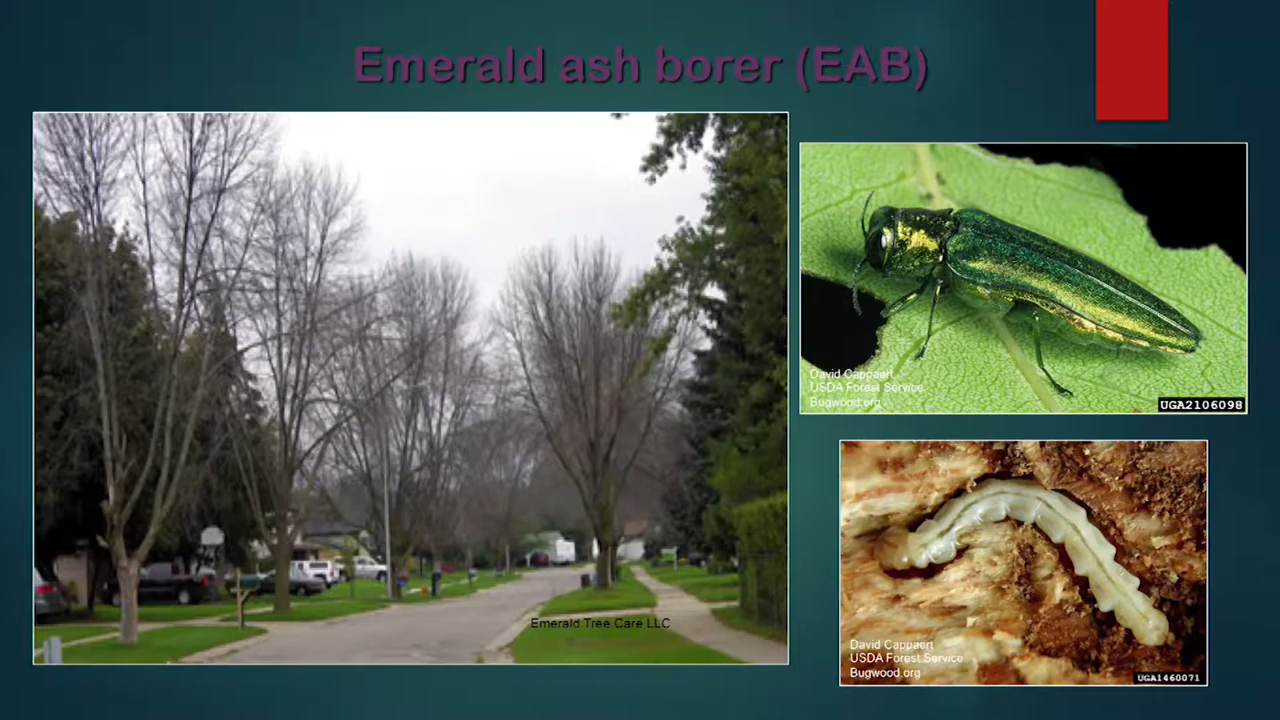 Emerald ash borer (EAB)
Emerald Tree Care LLC
David Cappaert
USDA Forest Service
Bugwood.org
UGA2106098
David Cappaert
USDA Forest Service
Bugwood.org
UGA1460071